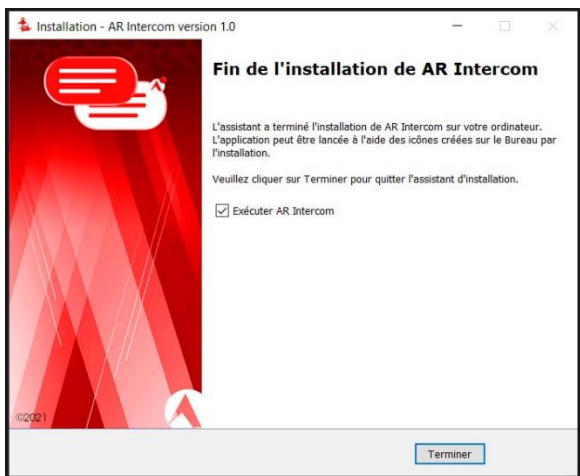 Installation - AR Intercom version 1.0
Fin de l'installation de AR Intercom
L'assistant a terminé l'installation de AR Intercom sur votre ordinateur.
L'application peut être lancée à l'aide des icônes créées sur le Bureau par
l'installation.
Veuillez cliquer sur Terminer pour quitter l'assistant d'installation.
Exécuter AR Intercom
©2021
Terminer